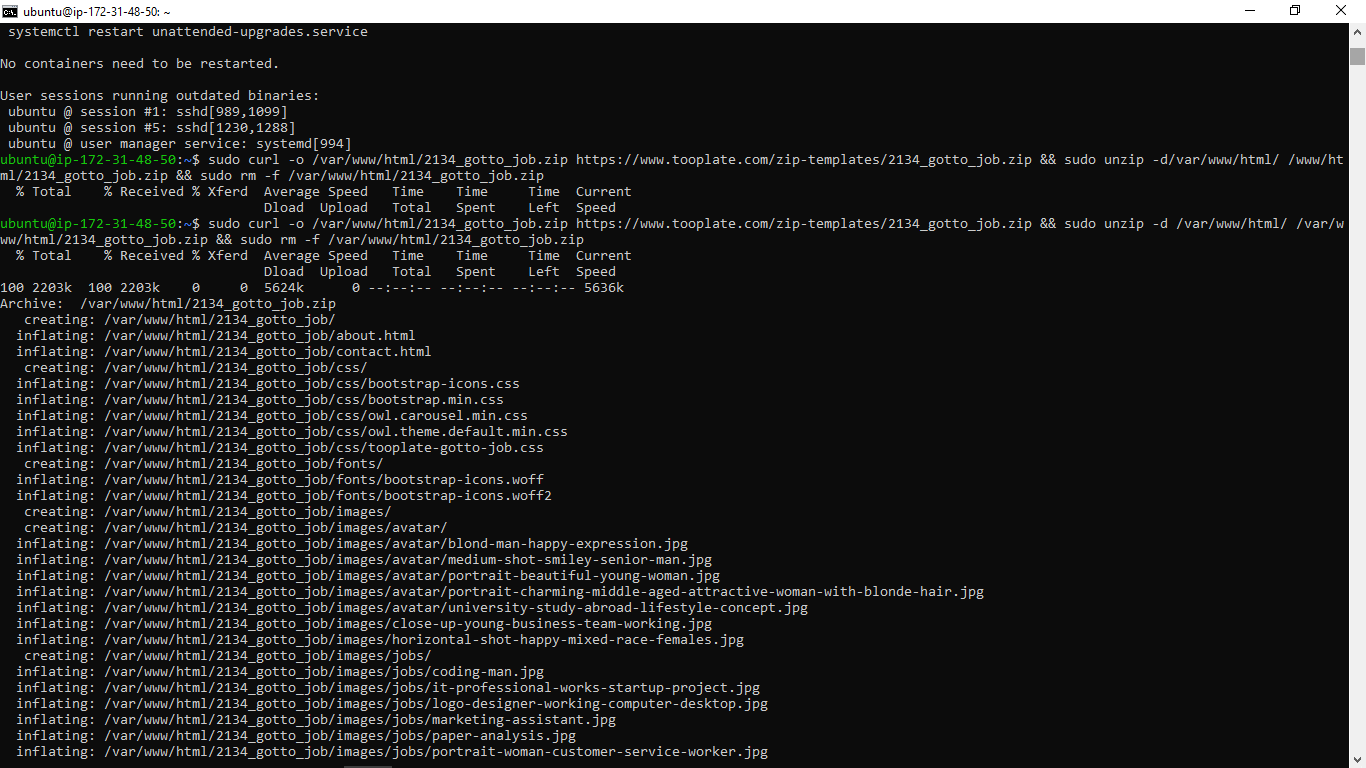 ubuntu@ip-172-31-48-50: ~
systemctl restart unattended-upgrades.service
No containers need to be restarted.
User sessions running outdated binaries:
ubuntu @ session #1: sshd[989,1099]
ubuntu @ session #5: sshd[1230,1288]
ubuntu @ user manager service: systemd[994]
ubuntu@ip-172-31-48-50:~$ sudo curl -o /var/www/html/2134_gotto_job.zip https://www.tooplate.com/zip-templates/2134_gotto_job.zip && sudo unzip -d/var/www/html/ /www/ht
ml/2134_gotto_job.zip && sudo rm -f /var/www/html/2134_gotto_job.zip
  % Total    % Received % Xferd  Average Speed   Time    Time     Time  Current
                                 Dload  Upload   Total   Spent    Left  Speed
ubuntu@ip-172-31-48-50:~$ sudo curl -o /var/www/html/2134_gotto_job.zip https://www.tooplate.com/zip-templates/2134_gotto_job.zip && sudo unzip -d /var/www/html/ /var/w
ww/html/2134_gotto_job.zip && sudo rm -f /var/www/html/2134_gotto_job.zip
  % Total    % Received % Xferd  Average Speed   Time    Time     Time  Current
                                 Dload  Upload   Total   Spent    Left  Speed
100 2203k  100 2203k    0     0  5624k      0 --:--:-- --:--:-- --:--:-- 5636k
Archive:  /var/www/html/2134_gotto_job.zip
   creating: /var/www/html/2134_gotto_job/
  inflating: /var/www/html/2134_gotto_job/about.html
  inflating: /var/www/html/2134_gotto_job/contact.html
   creating: /var/www/html/2134_gotto_job/css/
  inflating: /var/www/html/2134_gotto_job/css/bootstrap-icons.css
  inflating: /var/www/html/2134_gotto_job/css/bootstrap.min.css
  inflating: /var/www/html/2134_gotto_job/css/owl.carousel.min.css
  inflating: /var/www/html/2134_gotto_job/css/owl.theme.default.min.css
  inflating: /var/www/html/2134_gotto_job/css/tooplate-gotto-job.css
   creating: /var/www/html/2134_gotto_job/fonts/
  inflating: /var/www/html/2134_gotto_job/fonts/bootstrap-icons.woff
  inflating: /var/www/html/2134_gotto_job/fonts/bootstrap-icons.woff2
   creating: /var/www/html/2134_gotto_job/images/
   creating: /var/www/html/2134_gotto_job/images/avatar/
  inflating: /var/www/html/2134_gotto_job/images/avatar/blond-man-happy-expression.jpg
  inflating: /var/www/html/2134_gotto_job/images/avatar/medium-shot-smiley-senior-man.jpg
  inflating: /var/www/html/2134_gotto_job/images/avatar/portrait-beautiful-young-woman.jpg
  inflating: /var/www/html/2134_gotto_job/images/avatar/portrait-charming-middle-aged-attractive-woman-with-blonde-hair.jpg
  inflating: /var/www/html/2134_gotto_job/images/avatar/university-study-abroad-lifestyle-concept.jpg
  inflating: /var/www/html/2134_gotto_job/images/close-up-young-business-team-working.jpg
  inflating: /var/www/html/2134_gotto_job/images/horizontal-shot-happy-mixed-race-females.jpg
   creating: /var/www/html/2134_gotto_job/images/jobs/
  inflating: /var/www/html/2134_gotto_job/images/jobs/coding-man.jpg
  inflating: /var/www/html/2134_gotto_job/images/jobs/it-professional-works-startup-project.jpg
  inflating: /var/www/html/2134_gotto_job/images/jobs/logo-designer-working-computer-desktop.jpg
  inflating: /var/www/html/2134_gotto_job/images/jobs/marketing-assistant.jpg
  inflating: /var/www/html/2134_gotto_job/images/jobs/paper-analysis.jpg
  inflating: /var/www/html/2134_gotto_job/images/jobs/portrait-woman-customer-service-worker.jpg